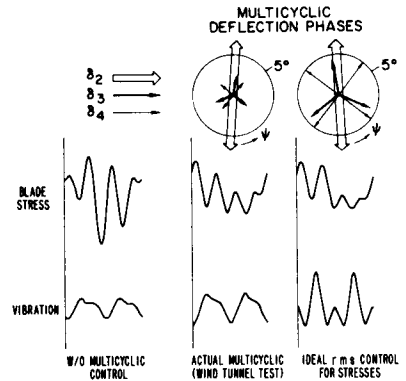 MULTICYCLIC
DEFLECTION PHASES
5°
5°
δ2
δ3
δ4
ψ
ψ
BLADE
STRESS
VIBRATION
W/O MULTICYCLIC
CONTROL
ACTUAL MULTICYCLIC
(WIND TUNNEL TEST)
IDEAL r m s CONTROL
FOR STRESSES